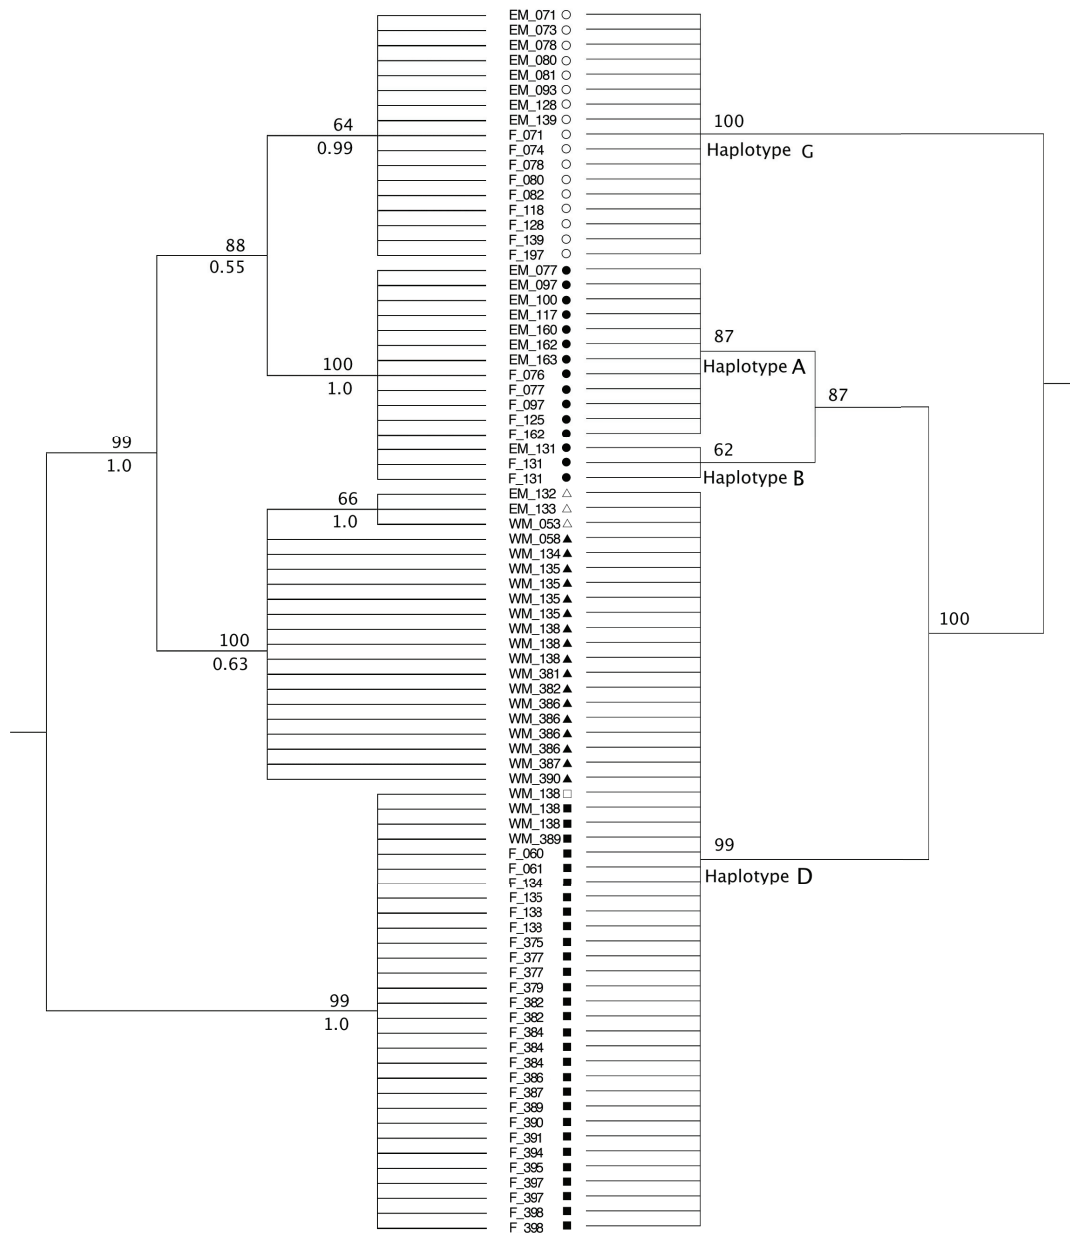 EM_071
EM_073
EM_078
EM_080
EM_081
EM_093
EM_128
EM_139
F_071
F_074
F_078
F_080
F_082
F_118
F_128
F_139
F_197
EM_077
EM_097
EM_100
EM_117
EM_160
EM_162
EM_163
F_076
F_077
F_097
F_125
F_162
EM_131
F_131
F_131
EM_132
EM_133
WM_053
WM_058
WM_134
WM_135
WM_135
WM_135
WM_135
WM_138
WM_138
WM_138
WM_381
WM_382
WM_386
WM_386
WM_386
WM_386
WM_387
WM_390
WM_138
WM_138
WM_138
WM_389
F_060
F_061
F_134
F_135
F_138
F_138
F_375
F_377
F_377
F_379
F_382
F_382
F_384
F_384
F_384
F_386
F_387
F_389
F_390
F_391
F_394
F_395
F_397
F_397
F_398
F_398
64
0.99
88
0.55
100
1.0
99
1.0
66
1.0
100
0.63
99
1.0
100
Haplotype G
87
Haplotype A
87
62
Haplotype B
100
99
Haplotype D